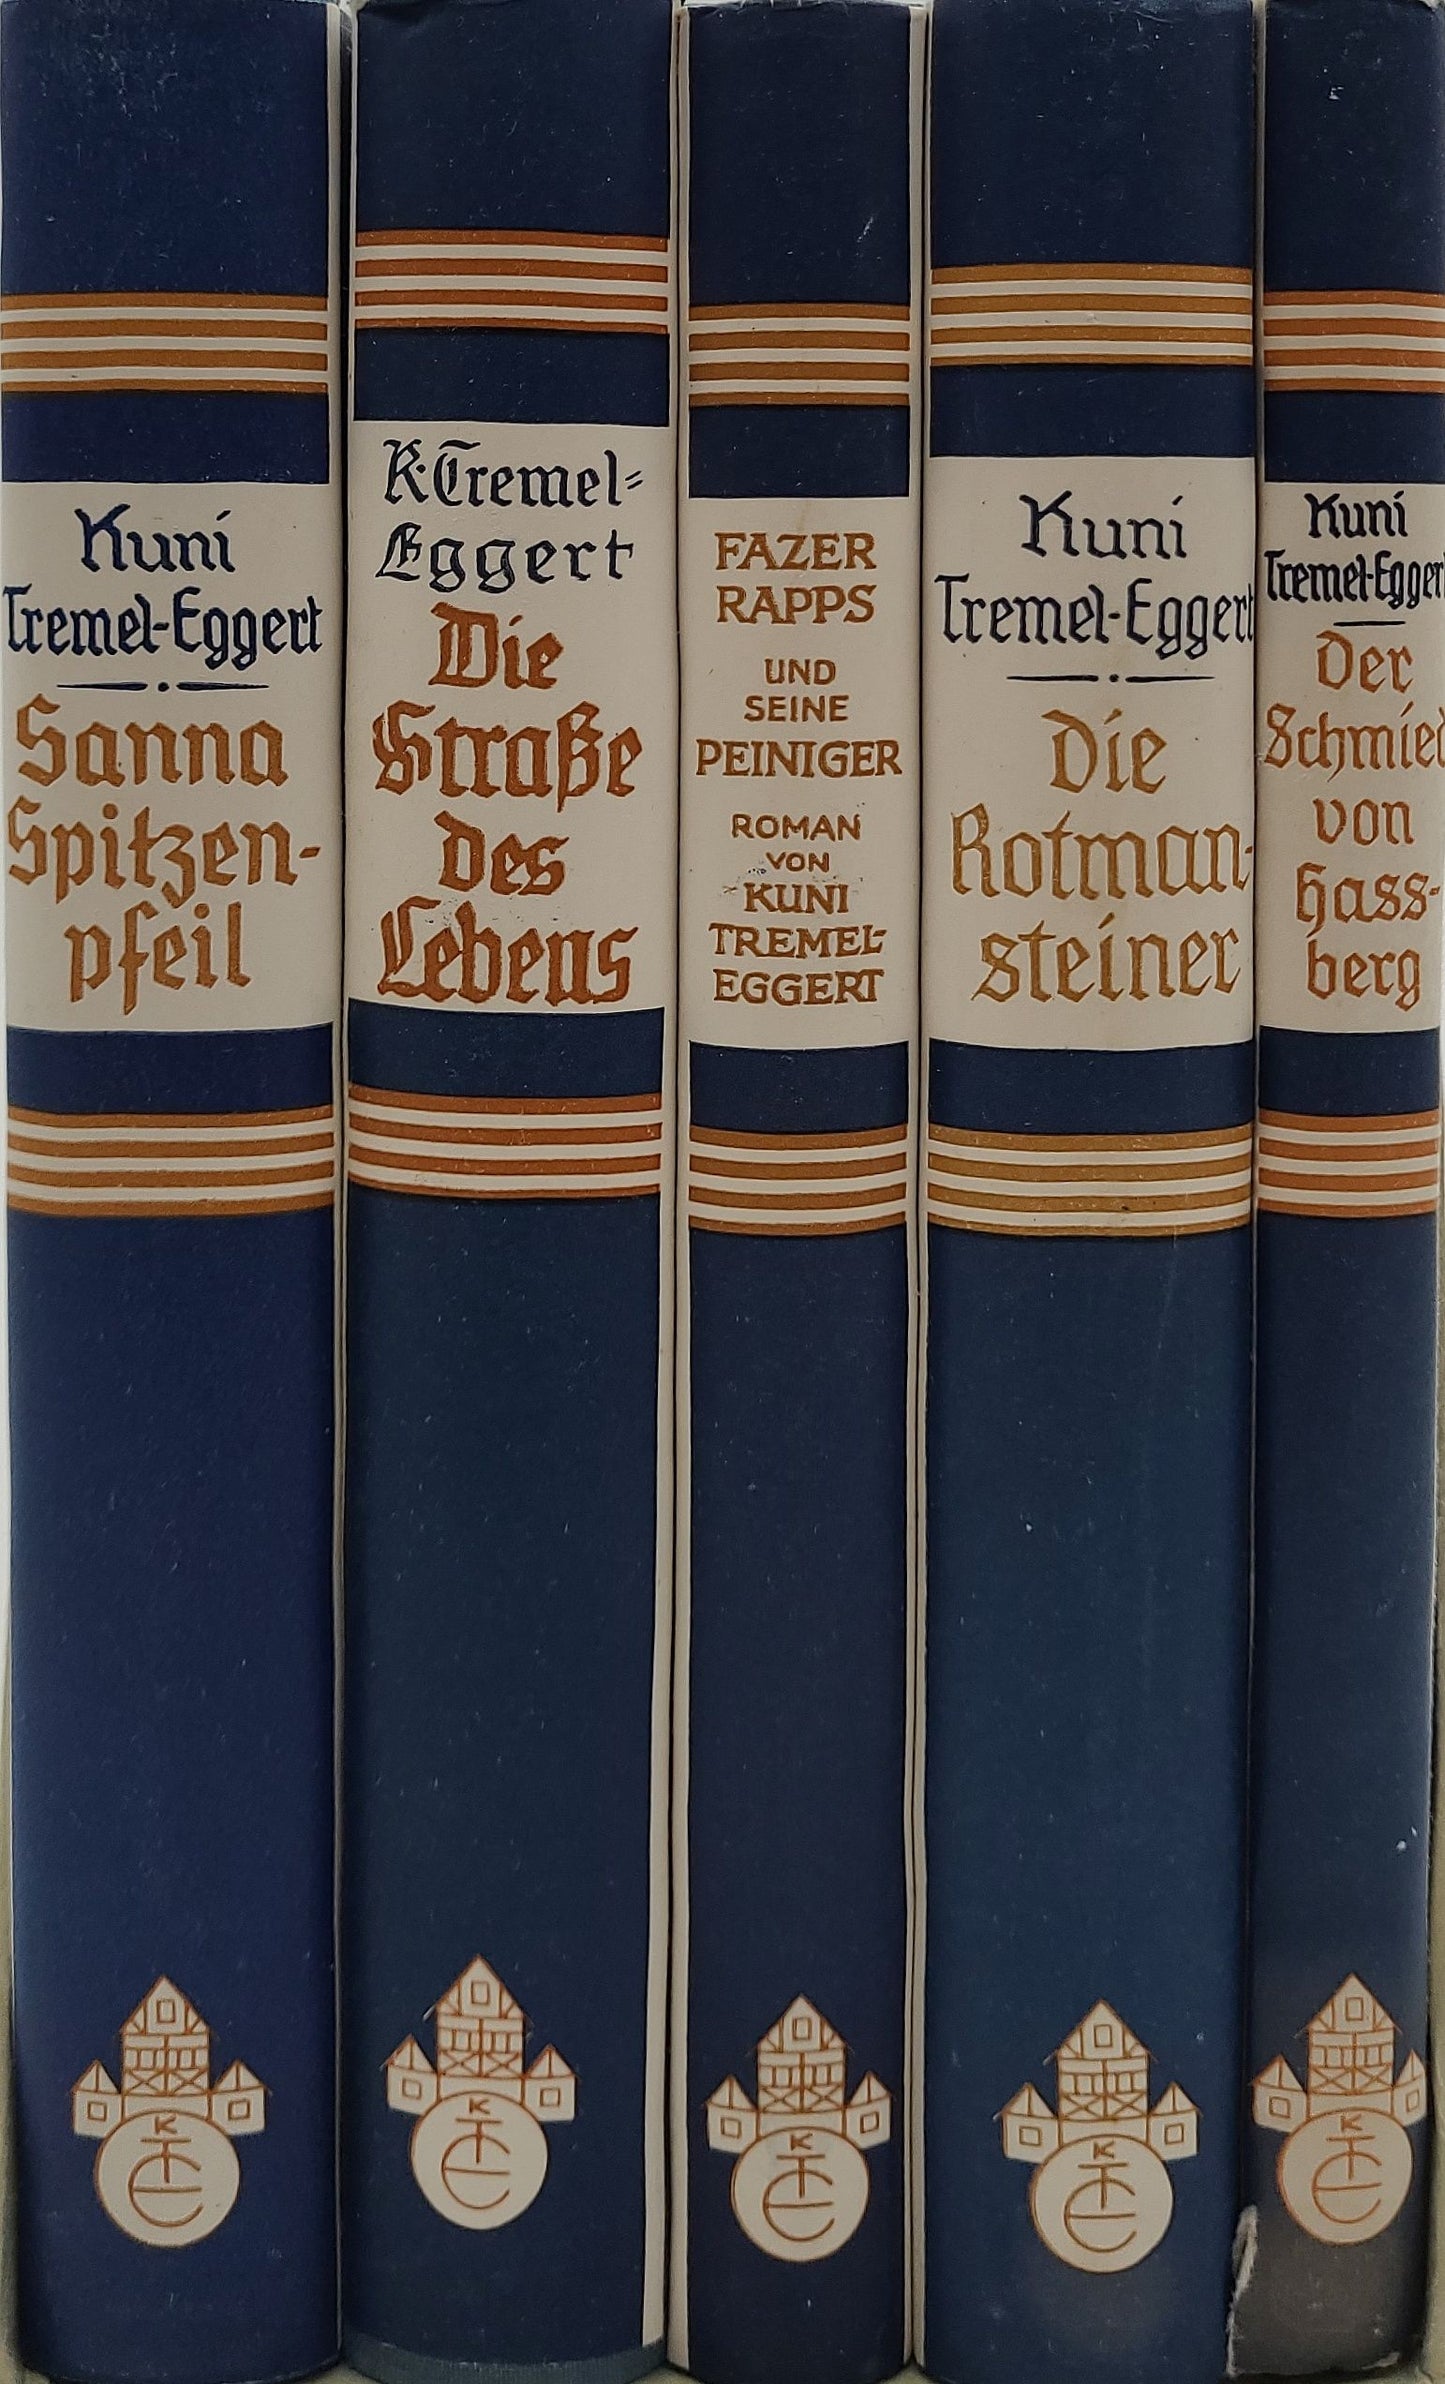 Kuni
Tremel-Eggert
Sanna
Spitzen-
pfeil
K
T
E
K. Tremel-
Eggert
Die
Straße
des
Lebens
K
T
E
FAZER
RAPPS
UND
SEINE
PEINIGER
ROMAN
VON
KUNI
TREMEL-
EGGERT
K
T
E
Kuni
Tremel-Eggert
Die
Rotman-
steiner
K
T
E
Kuni
Tremel-Eggert
Der
Schmied
von
Hass-
berg
K
T
E